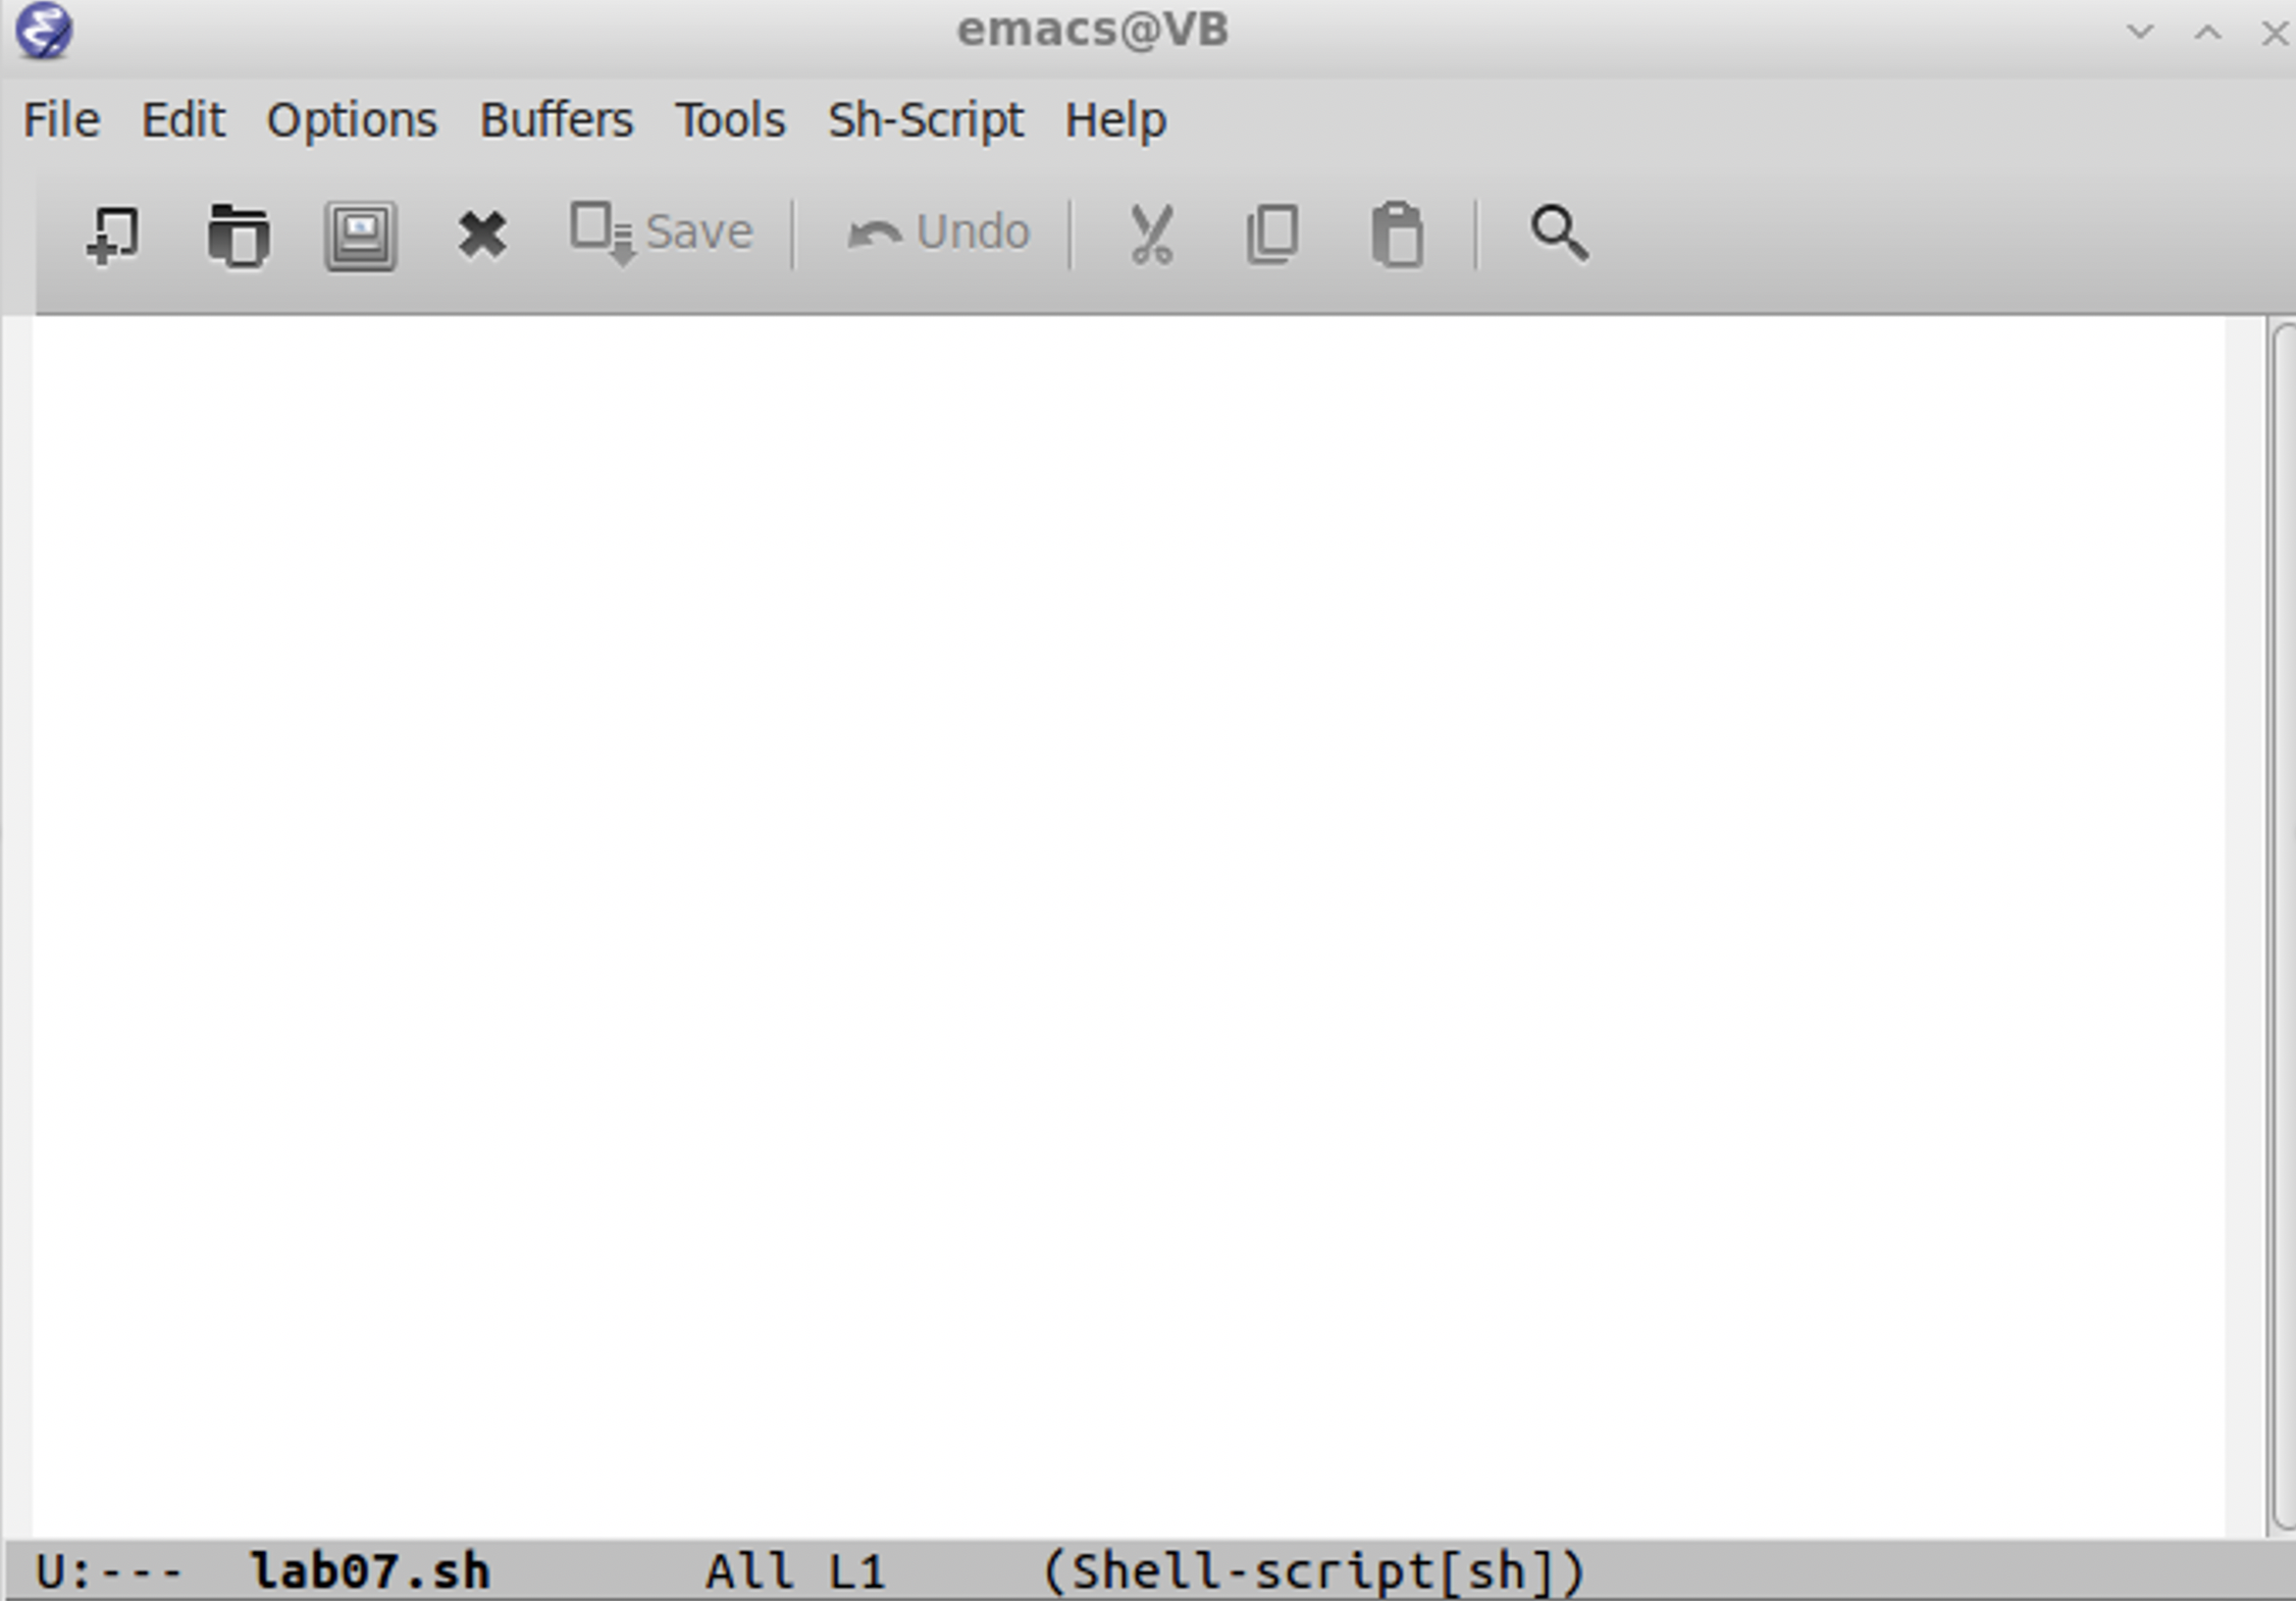 emacs@VB
File Edit Options Buffers Tools Sh-Script Help
Save Undo
U:--- lab07.sh All L1 (Shell-script[sh])